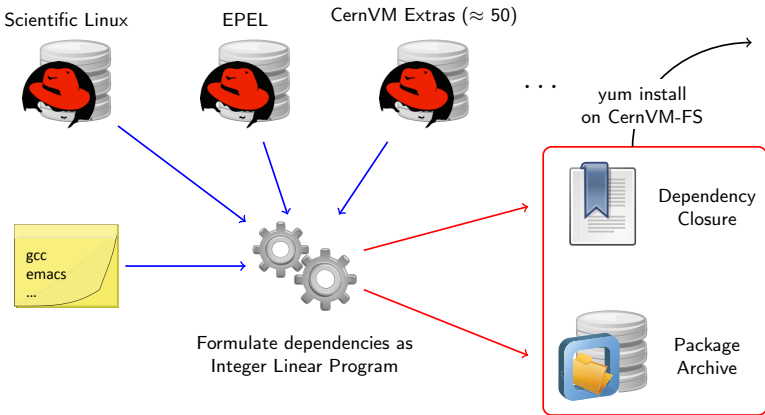 Scientific Linux
EPEL
CernVM Extras (≈ 50)
. . .
yum install
on CernVM-FS
Dependency
Closure
gcc
emacs
...
Formulate dependencies as
Integer Linear Program
Package
Archive